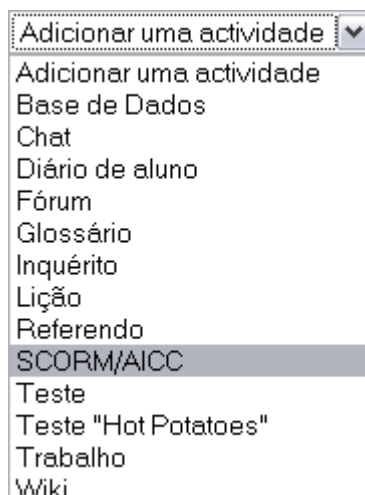 Adicionar uma actividade
Adicionar uma actividade
Base de Dados
Chat
Diário de aluno
Fórum
Glossário
Inquérito
Lição
Referendo
SCORM/AICC
Teste
Teste "Hot Potatoes"
Trabalho
Wiki